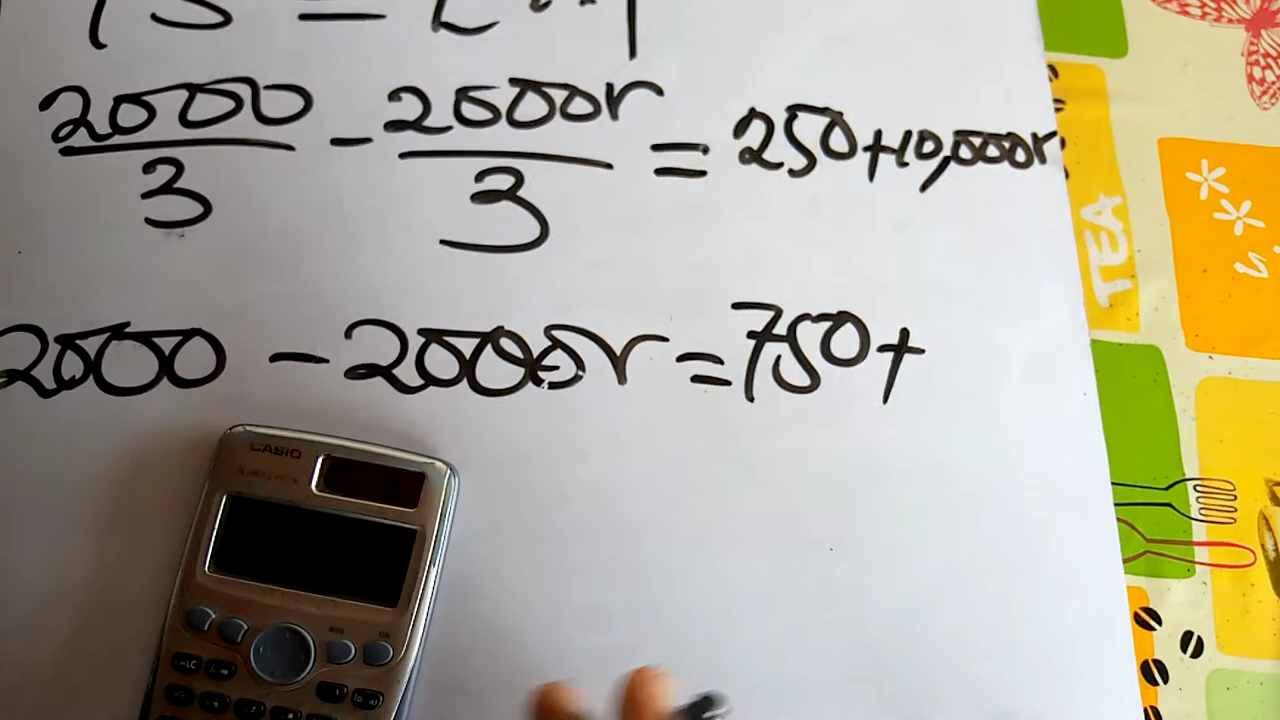 2000/3 - 2000r/3 = 250+10,000r
2000 - 2000r = 750+
CASIO
TEA